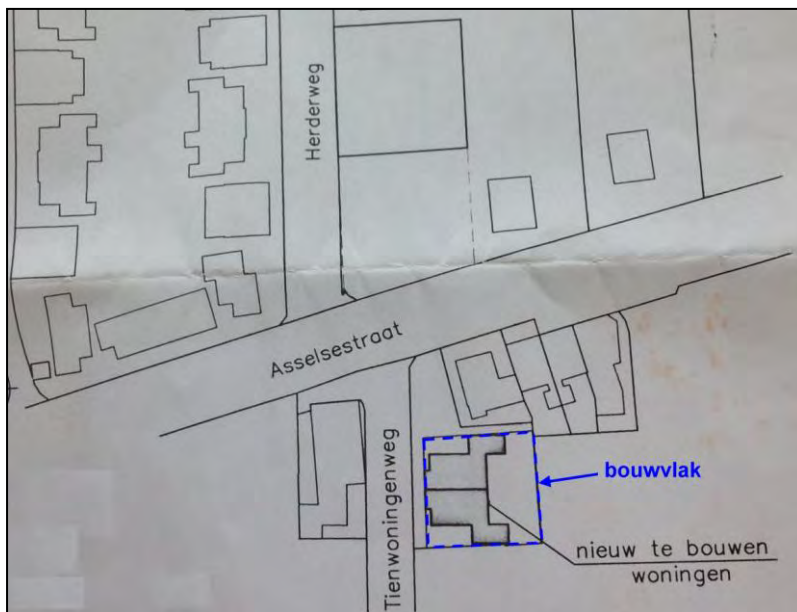 Herderweg
Asselsestraat
Tienwoningenweg
bouwvlak
nieuw te bouwen
woningen